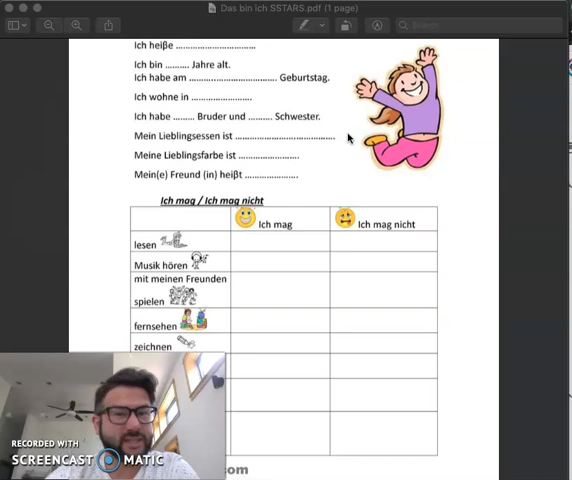 Das bin ich SSTARS.pdf (1 page)
Search
Ich heiße ................................
Ich bin .......... Jahre alt.
Ich habe am ................................... Geburtstag.
Ich wohne in ........................
Ich habe ......... Bruder und .......... Schwester.
Mein Lieblingsessen ist ........................................
Meine Lieblingsfarbe ist ........................
Mein(e) Freund (in) heißt .....................
Ich mag / Ich mag nicht
Ich mag
Ich mag nicht
lesen
Musik hören
mit meinen Freunden
spielen
fernsehen
zeichnen
RECORDED WITH
SCREENCAST MATIC
com